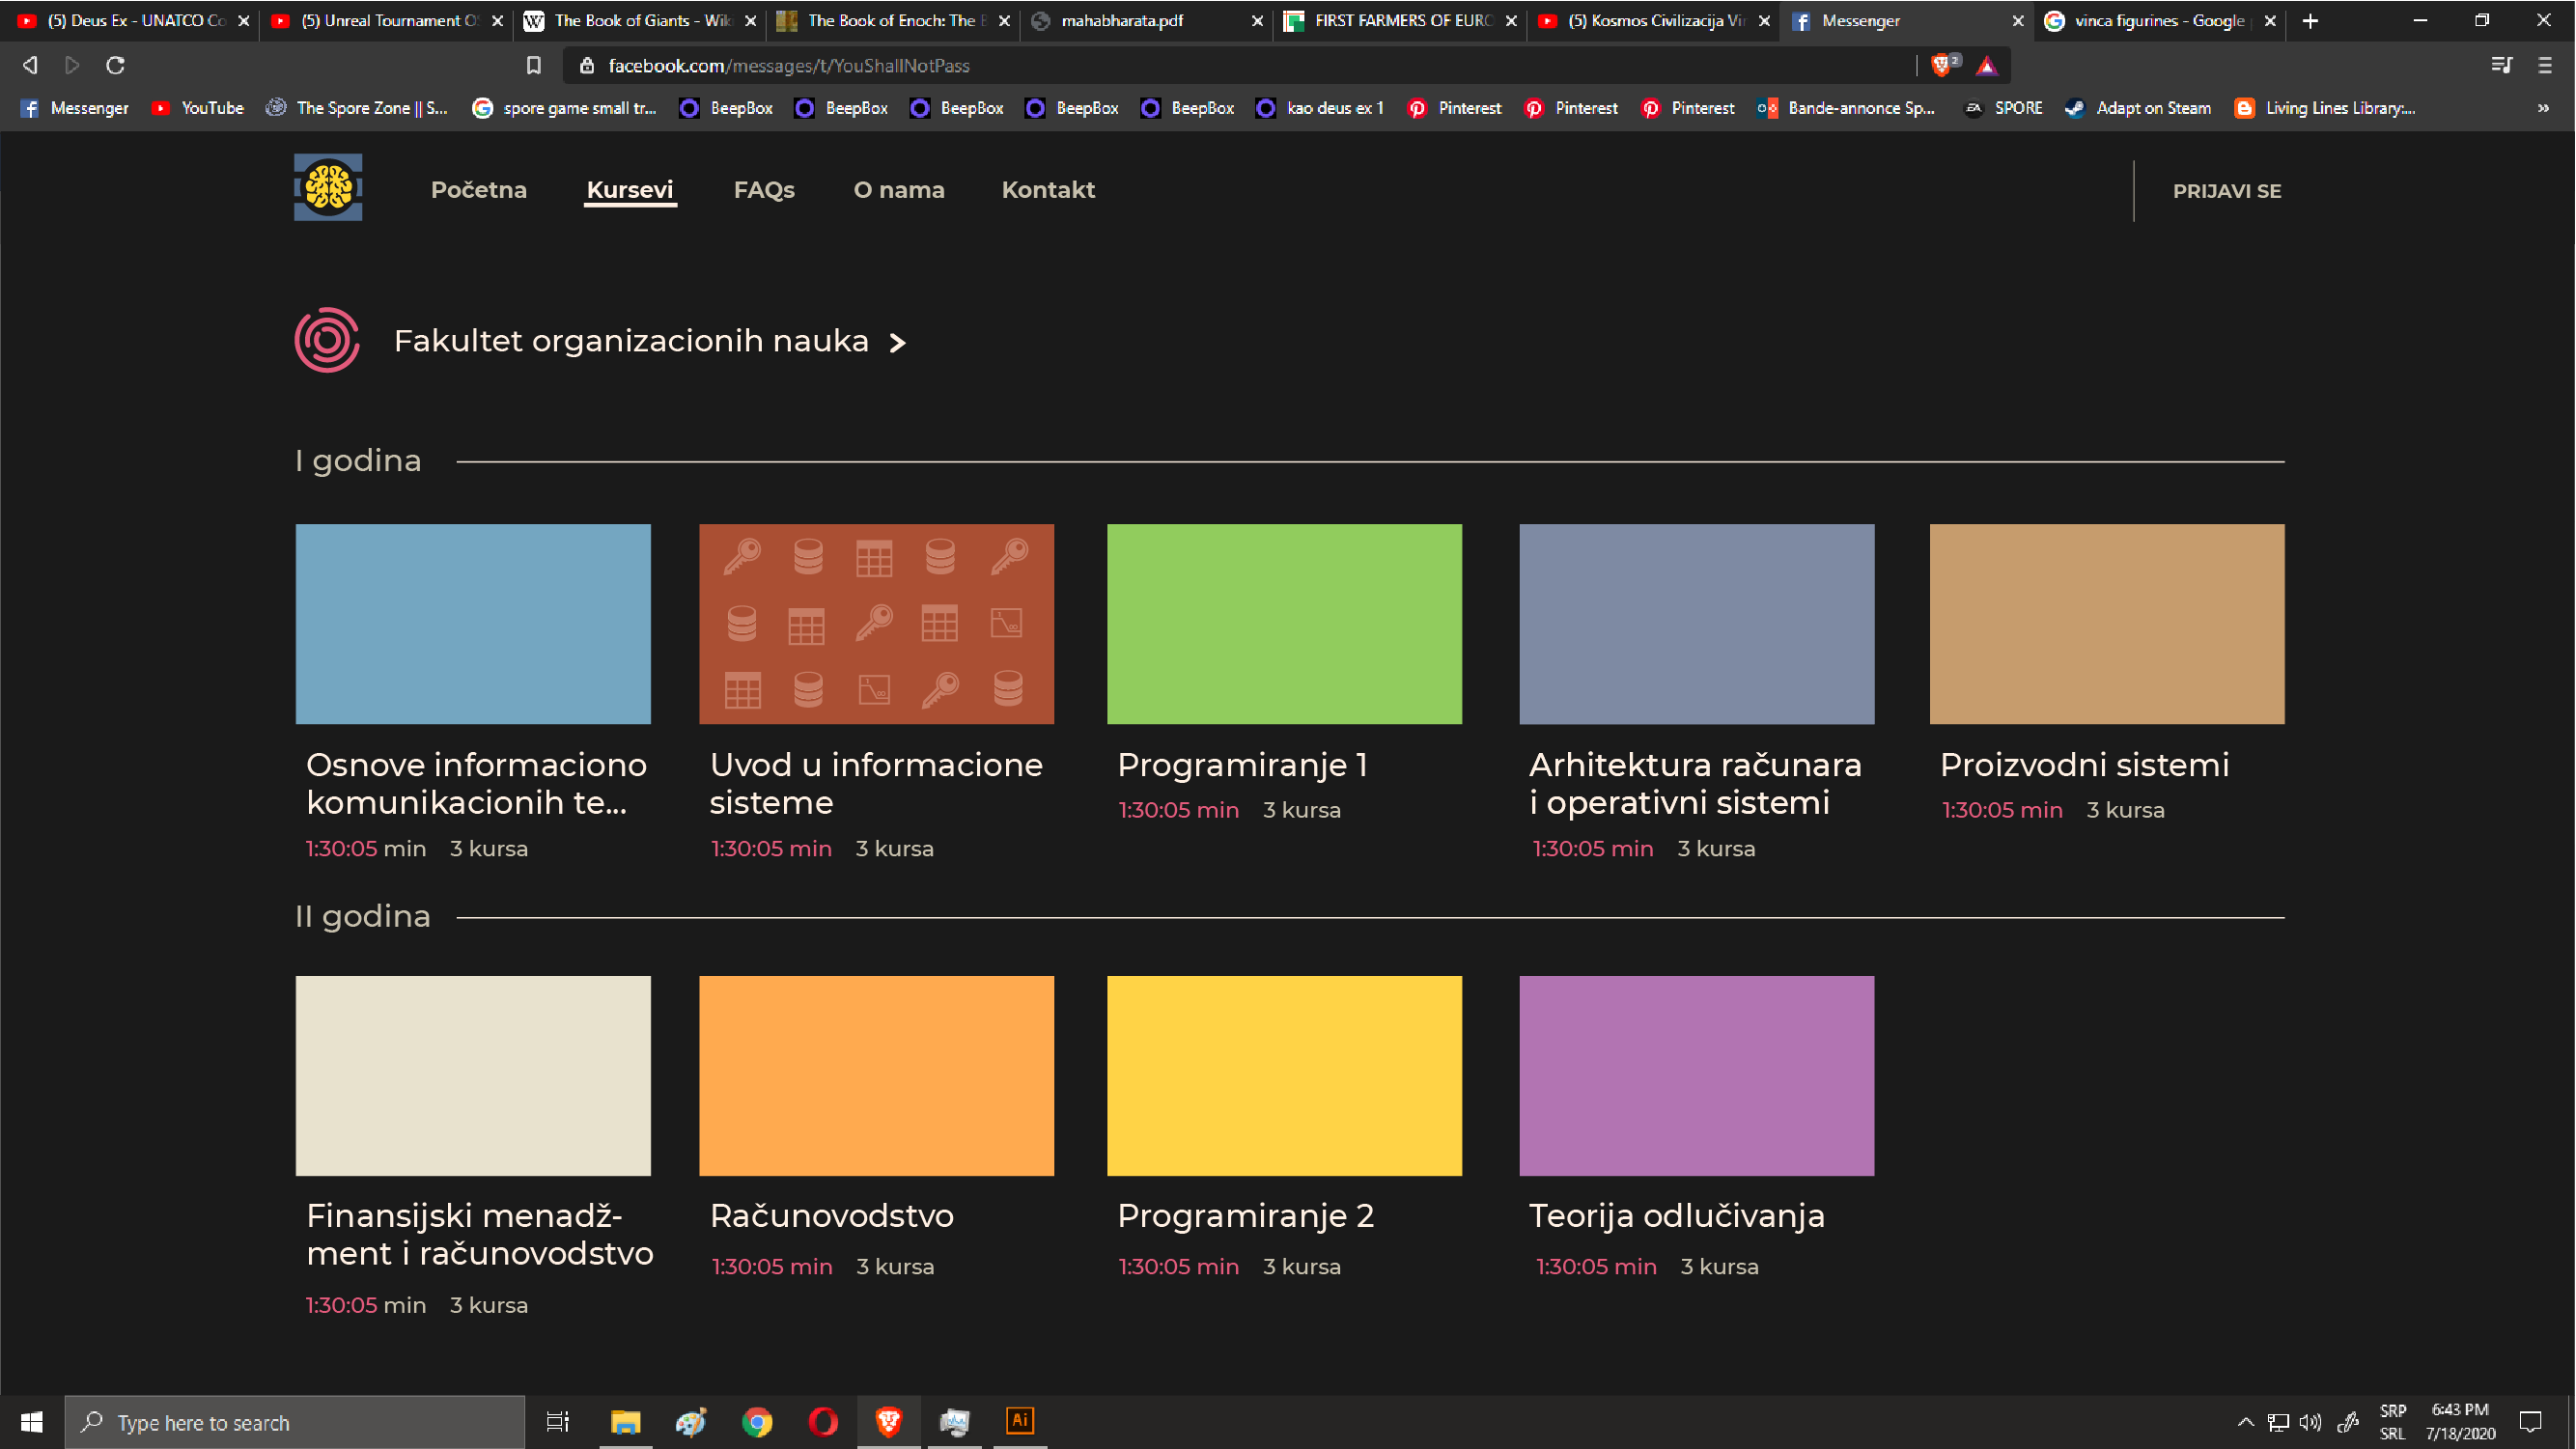 (5) Deus Ex - UNATCO Co
(5) Unreal Tournament O
The Book of Giants - Wiki
The Book of Enoch: The B
mahabharata.pdf
FIRST FARMERS OF EURO
(5) Kosmos Civilizacija Vi
Messenger
vinca figurines - Google
facebook.com/messages/t/YouShallNotPass
2
Messenger
YouTube
The Spore Zone || S...
spore game small tr...
BeepBox
BeepBox
BeepBox
BeepBox
BeepBox
kao deus ex 1
Pinterest
Pinterest
Pinterest
Bande-annonce Sp...
SPORE
Adapt on Steam
Living Lines Library:...
Početna
Kursevi
FAQs
O nama
Kontakt
PRIJAVI SE
Fakultet organizacionih nauka
I godina
Osnove informaciono
komunikacionih te...
1:30:05 min 3 kursa
Uvod u informacione
sisteme
1:30:05 min 3 kursa
Programiranje 1
1:30:05 min 3 kursa
Arhitektura računara
i operativni sistemi
1:30:05 min 3 kursa
Proizvodni sistemi
1:30:05 min 3 kursa
II godina
Finansijski menadž-
ment i računovodstvo
1:30:05 min 3 kursa
Računovodstvo
1:30:05 min 3 kursa
Programiranje 2
1:30:05 min 3 kursa
Teorija odlučivanja
1:30:05 min 3 kursa
Type here to search
Ai
SRP
SRL
6:43 PM
7/18/2020